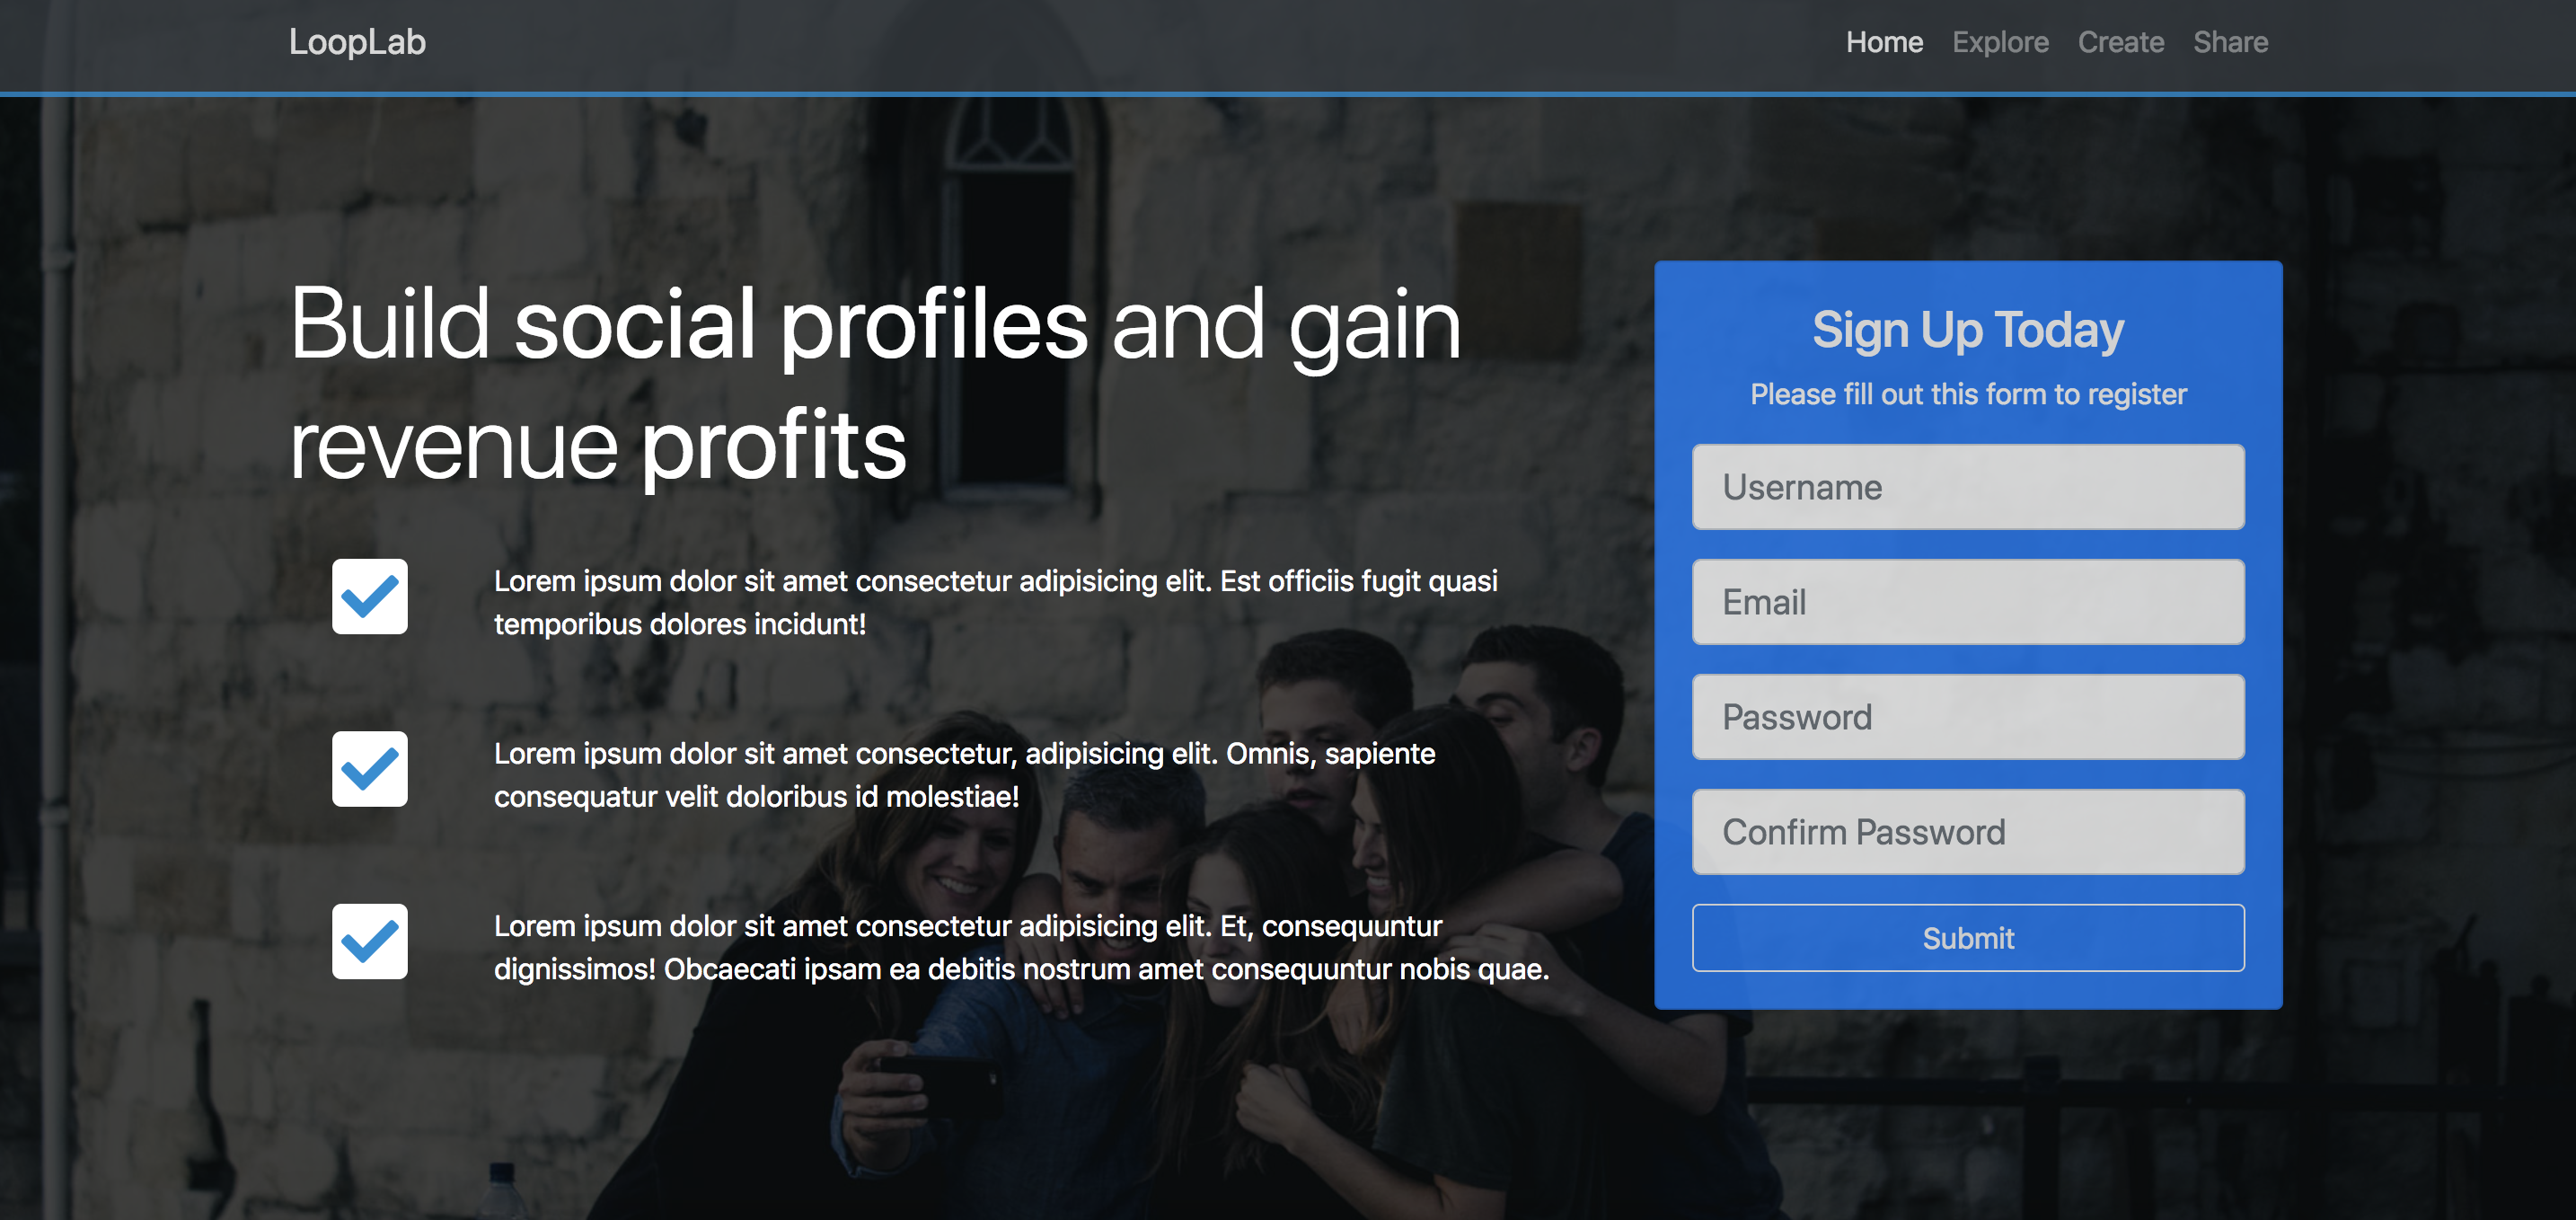 LoopLab
Home Explore Create Share
Build social profiles and gain
revenue profits
Lorem ipsum dolor sit amet consectetur adipisicing elit. Est officiis fugit quasi
temporibus dolores incidunt!
Lorem ipsum dolor sit amet consectetur, adipisicing elit. Omnis, sapiente
consequatur velit doloribus id molestiae!
Lorem ipsum dolor sit amet consectetur adipisicing elit. Et, consequuntur
dignissimos! Obcaecati ipsam ea debitis nostrum amet consequuntur nobis quae.
Sign Up Today
Please fill out this form to register
Username
Email
Password
Confirm Password
Submit